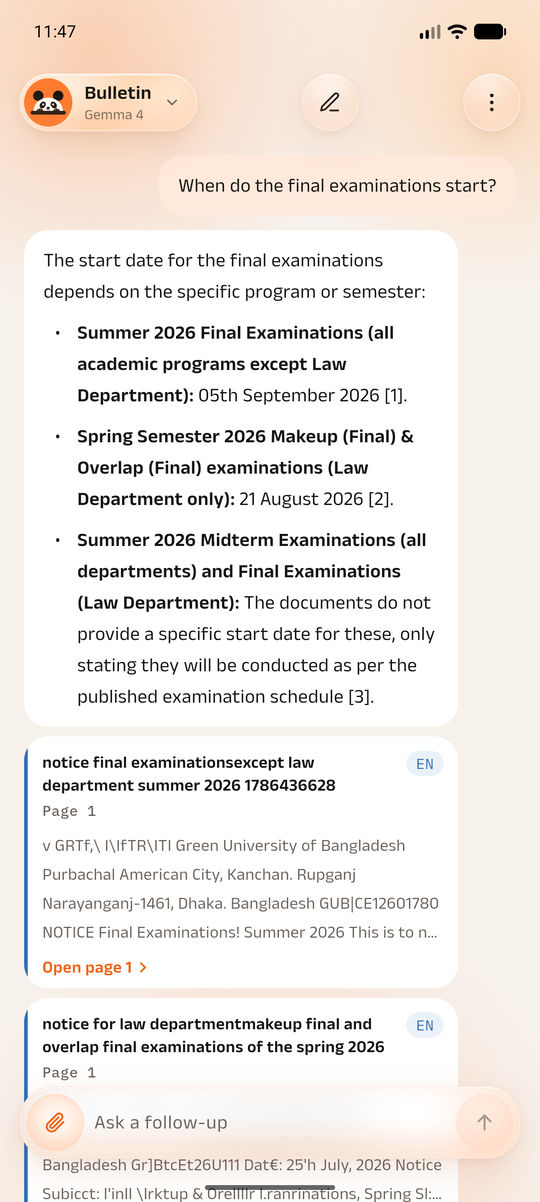 11:47
Bulletin
Gemma 4
When do the final examinations start?
The start date for the final examinations
depends on the specific program or semester:
• Summer 2026 Final Examinations (all
academic programs except Law
Department): 05th September 2026 [1].
• Spring Semester 2026 Makeup (Final) &
Overlap (Final) examinations (Law
Department only): 21 August 2026 [2].
• Summer 2026 Midterm Examinations (all
departments) and Final Examinations
(Law Department): The documents do not
provide a specific start date for these, only
stating they will be conducted as per the
published examination schedule [3].
notice final examinationsexcept law
department summer 2026 1786436628
EN
Page 1
v GRTf,\ I\IfTR\ITI Green University of Bangladesh
Purbachal American City, Kanchan. Rupganj
Narayanganj-1461, Dhaka. Bangladesh GUB|CE12601780
NOTICE Final Examinations! Summer 2026 This is to n...
Open page 1
notice for law departmentmakeup final and
overlap final examinations of the spring 2026
EN
Page 1
Ask a follow-up
Bangladesh Gr]BtcEt26U111 Dat€: 25'h July, 2026 Notice
Subicct: l'inll \lrktup &
Spring